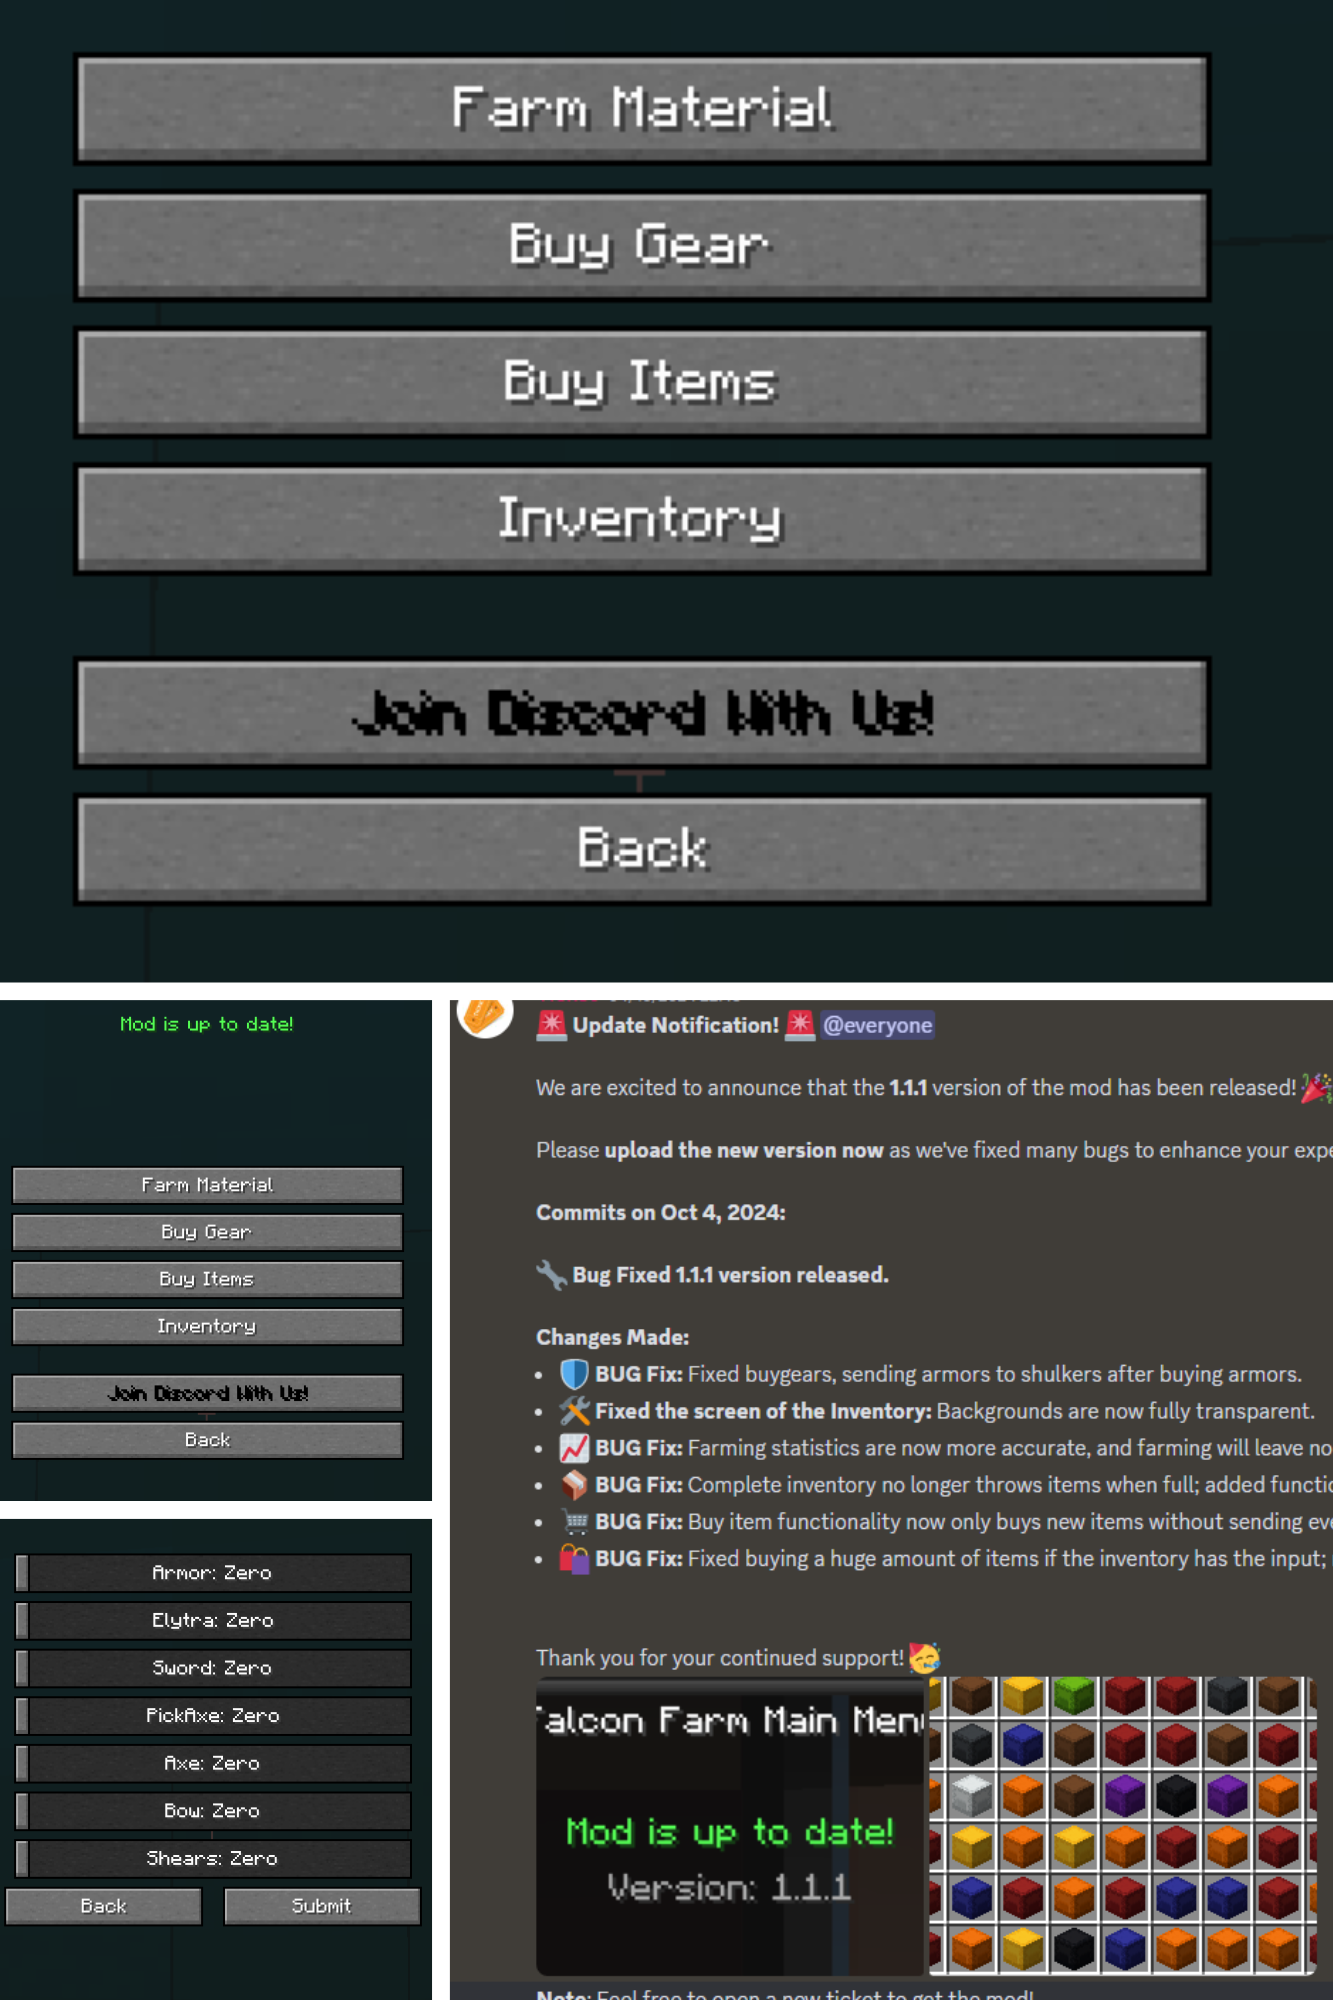 Farm Material
Buy Gear
Buy Items
Inventory
Join Discord With Us!
Back
Mod is up to date!
Farm Material
Buy Gear
Buy Items
Inventory
Join Discord With Us!
Back
Armor: Zero
Elytra: Zero
Sword: Zero
PickAxe: Zero
Axe: Zero
Bow: Zero
Shears: Zero
Back
Submit
🚨 Update Notification! 🚨 @everyone
We are excited to announce that the 1.1.1 version of the mod has been released! 🎉
Please upload the new version now as we've fixed many bugs to enhance your expe
Commits on Oct 4, 2024:
🔧 Bug Fixed 1.1.1 version released.
Changes Made:
• 🛡️ BUG Fix: Fixed buygears, sending armors to shulkers after buying armors.
• 🛠️ Fixed the screen of the Inventory: Backgrounds are now fully transparent.
• 📈 BUG Fix: Farming statistics are now more accurate, and farming will leave no
• 📦 BUG Fix: Complete inventory no longer throws items when full; added functio
• 🛒 BUG Fix: Buy item functionality now only buys new items without sending eve
• 🛍️ BUG Fix: Fixed buying a huge amount of items if the inventory has the input;
Thank you for your continued support! 🥳
alcon Farm Main Men
Mod is up to date!
Version: 1.1.1
Note: Feel free to open a new ticket to get the mod!